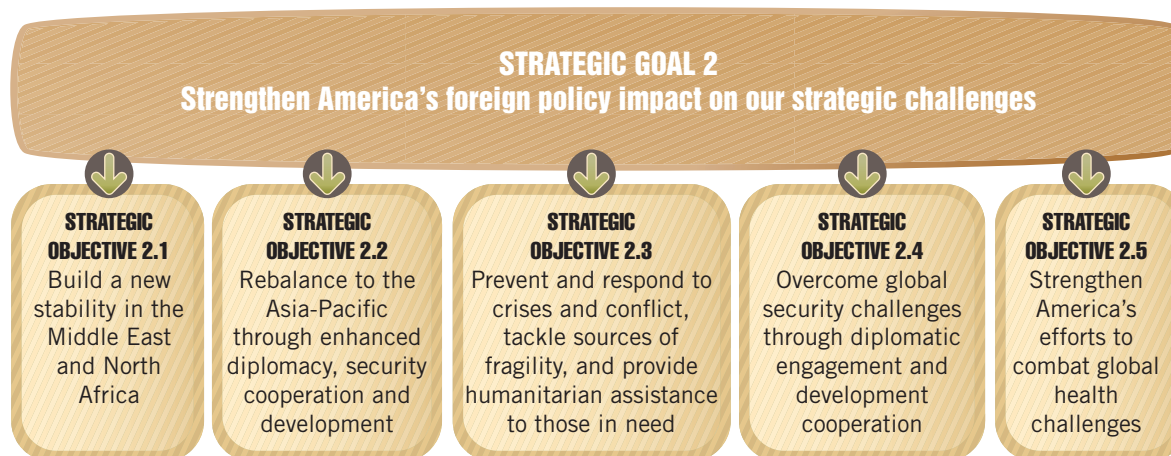 STRATEGIC GOAL 2
Strengthen America's foreign policy impact on our strategic challenges
STRATEGIC
OBJECTIVE 2.1
Build a new
stability in the
Middle East
and North
Africa
STRATEGIC
OBJECTIVE 2.2
Rebalance to the
Asia-Pacific
through enhanced
diplomacy, security
cooperation and
development
STRATEGIC
OBJECTIVE 2.3
Prevent and respond to
crises and conflict,
tackle sources of
fragility, and provide
humanitarian assistance
to those in need
STRATEGIC
OBJECTIVE 2.4
Overcome global
security challenges
through diplomatic
engagement and
development
cooperation
STRATEGIC
OBJECTIVE 2.5
Strengthen
America's
efforts to
combat global
health
challenges